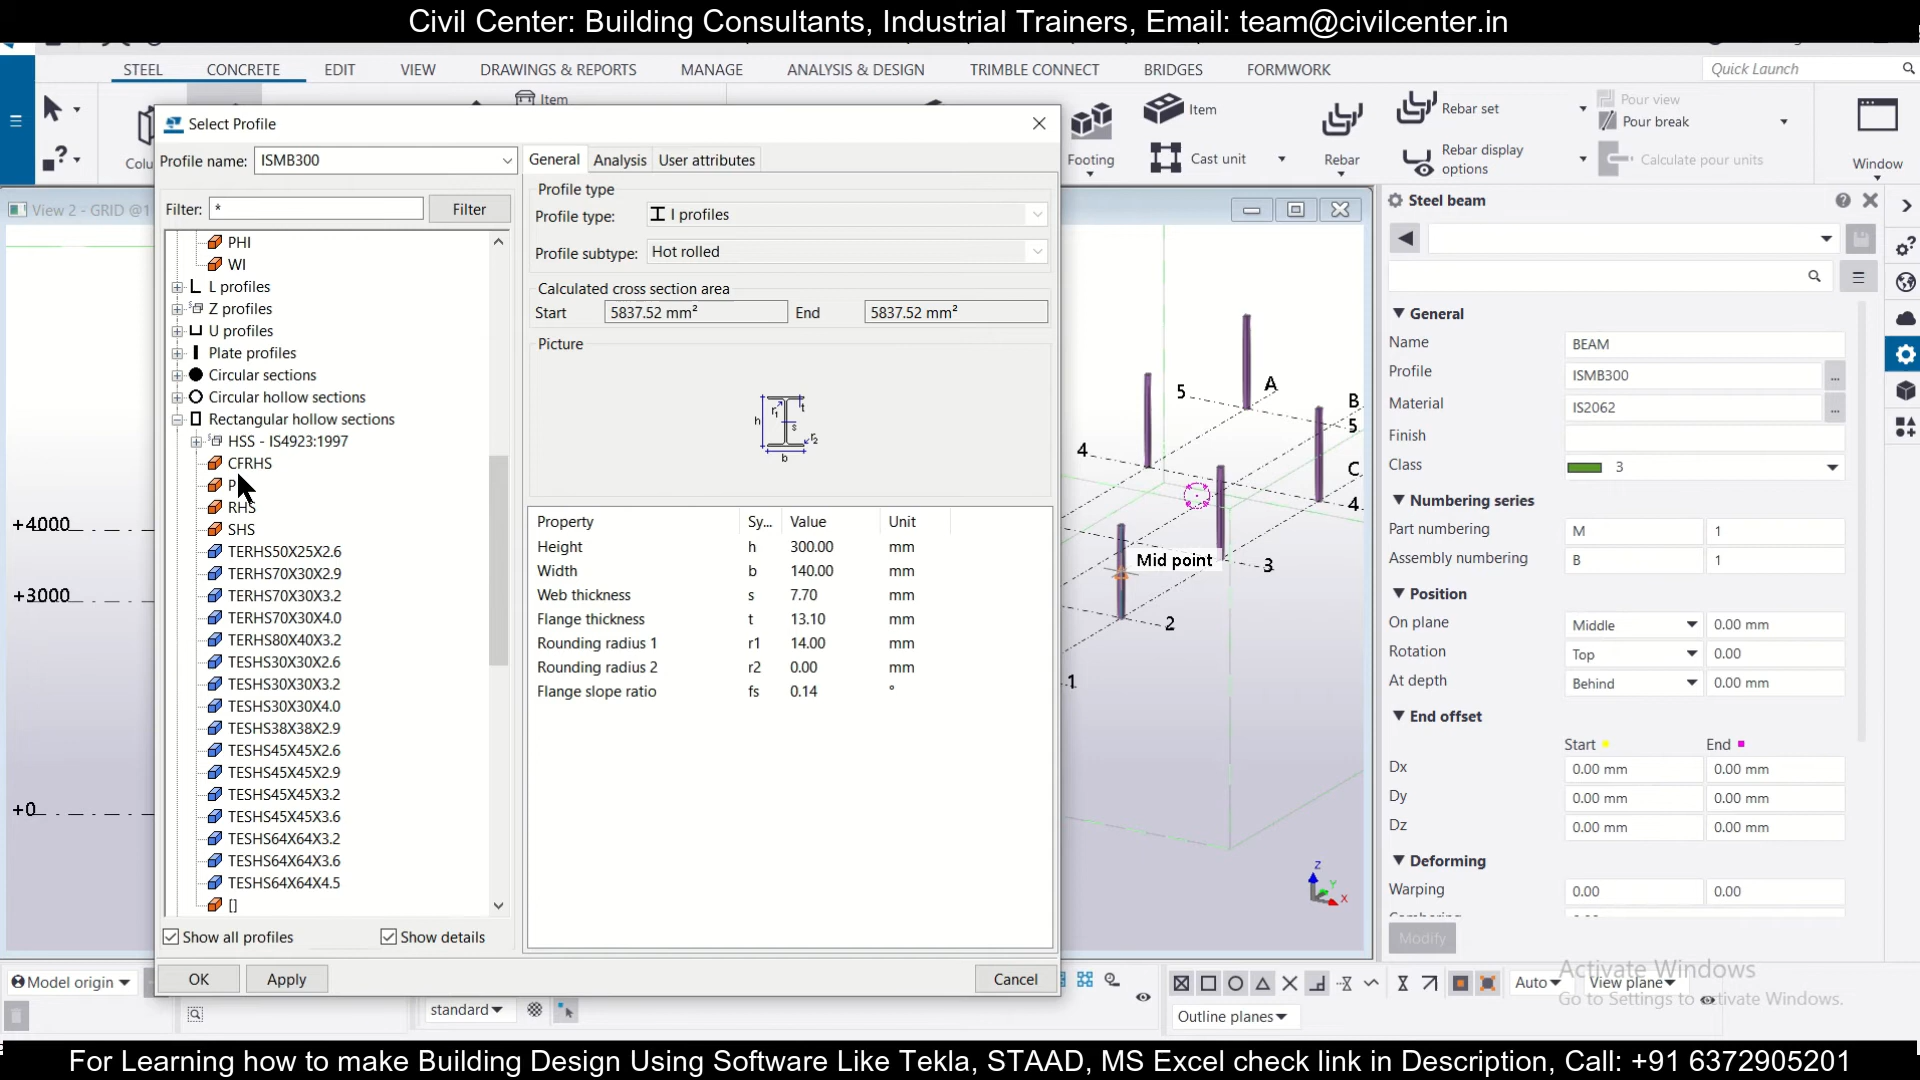 Civil Center: Building Consultants, Industrial Trainers, Email: team@civilcenter.in
STEEL CONCRETE EDIT VIEW DRAWINGS & REPORTS MANAGE ANALYSIS & DESIGN TRIMBLE CONNECT BRIDGES FORMWORK
Quick Launch
Item
Footing
Item
Cast unit
Rebar
Rebar set
Rebar display options
Pour view
Pour break
Calculate pour units
Window
Select Profile
Profile name: ISMB300
Filter: * Filter
PHI
WI
L profiles
Z profiles
U profiles
Plate profiles
Circular sections
Circular hollow sections
Rectangular hollow sections
HSS - IS4923:1997
CFRHS
P
RHS
SHS
TERHS50X25X2.6
TERHS70X30X2.9
TERHS70X30X3.2
TERHS70X30X4.0
TERHS80X40X3.2
TESHS30X30X2.6
TESHS30X30X3.2
TESHS30X30X4.0
TESHS38X38X2.9
TESHS45X45X2.6
TESHS45X45X2.9
TESHS45X45X3.2
TESHS45X45X3.6
TESHS64X64X3.2
TESHS64X64X3.6
TESHS64X64X4.5
[]
Show all profiles Show details
OK Apply Cancel
General Analysis User attributes
Profile type
Profile type: I profiles
Profile subtype: Hot rolled
Calculated cross section area
Start 5837.52 mm² End 5837.52 mm²
Picture
h r1 t s r2 b
Property Sy... Value Unit
Height h 300.00 mm
Width b 140.00 mm
Web thickness s 7.70 mm
Flange thickness t 13.10 mm
Rounding radius 1 r1 14.00 mm
Rounding radius 2 r2 0.00 mm
Flange slope ratio fs 0.14 °
View 2 - GRID @1
+4000
+3000
+0
5 A
B
5
4
C
4
3
2
1
Mid point
Z
Y
X
Steel beam
General
Name BEAM
Profile ISMB300 ...
Material IS2062 ...
Finish
Class 3
Numbering series
Part numbering M 1
Assembly numbering B 1
Position
On plane Middle 0.00 mm
Rotation Top 0.00
At depth Behind 0.00 mm
End offset
Start End
Dx 0.00 mm 0.00 mm
Dy 0.00 mm 0.00 mm
Dz 0.00 mm 0.00 mm
Deforming
Warping 0.00 0.00
Modify
Model origin
standard
Auto
View plane
Outline planes
Activate Windows
For Learning how to make Building Design Using Software Like Tekla, STAAD, MS Excel check link in Description, Call: +91 6372905201